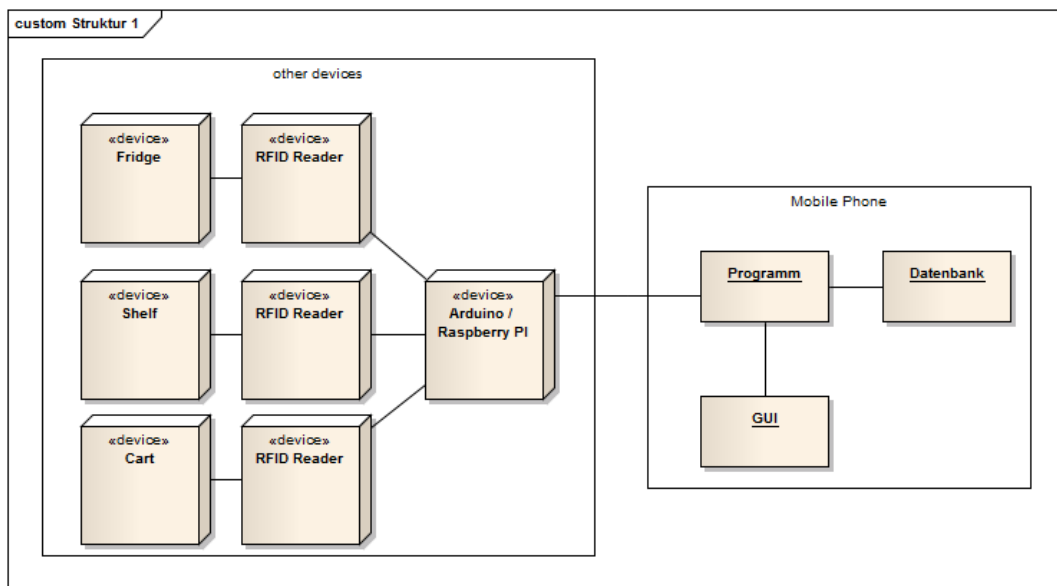 custom Struktur 1
other devices
«device»
Fridge
«device»
RFID Reader
«device»
Shelf
«device»
RFID Reader
«device»
Arduino /
Raspberry PI
«device»
Cart
«device»
RFID Reader
Mobile Phone
Programm
Datenbank
GUI